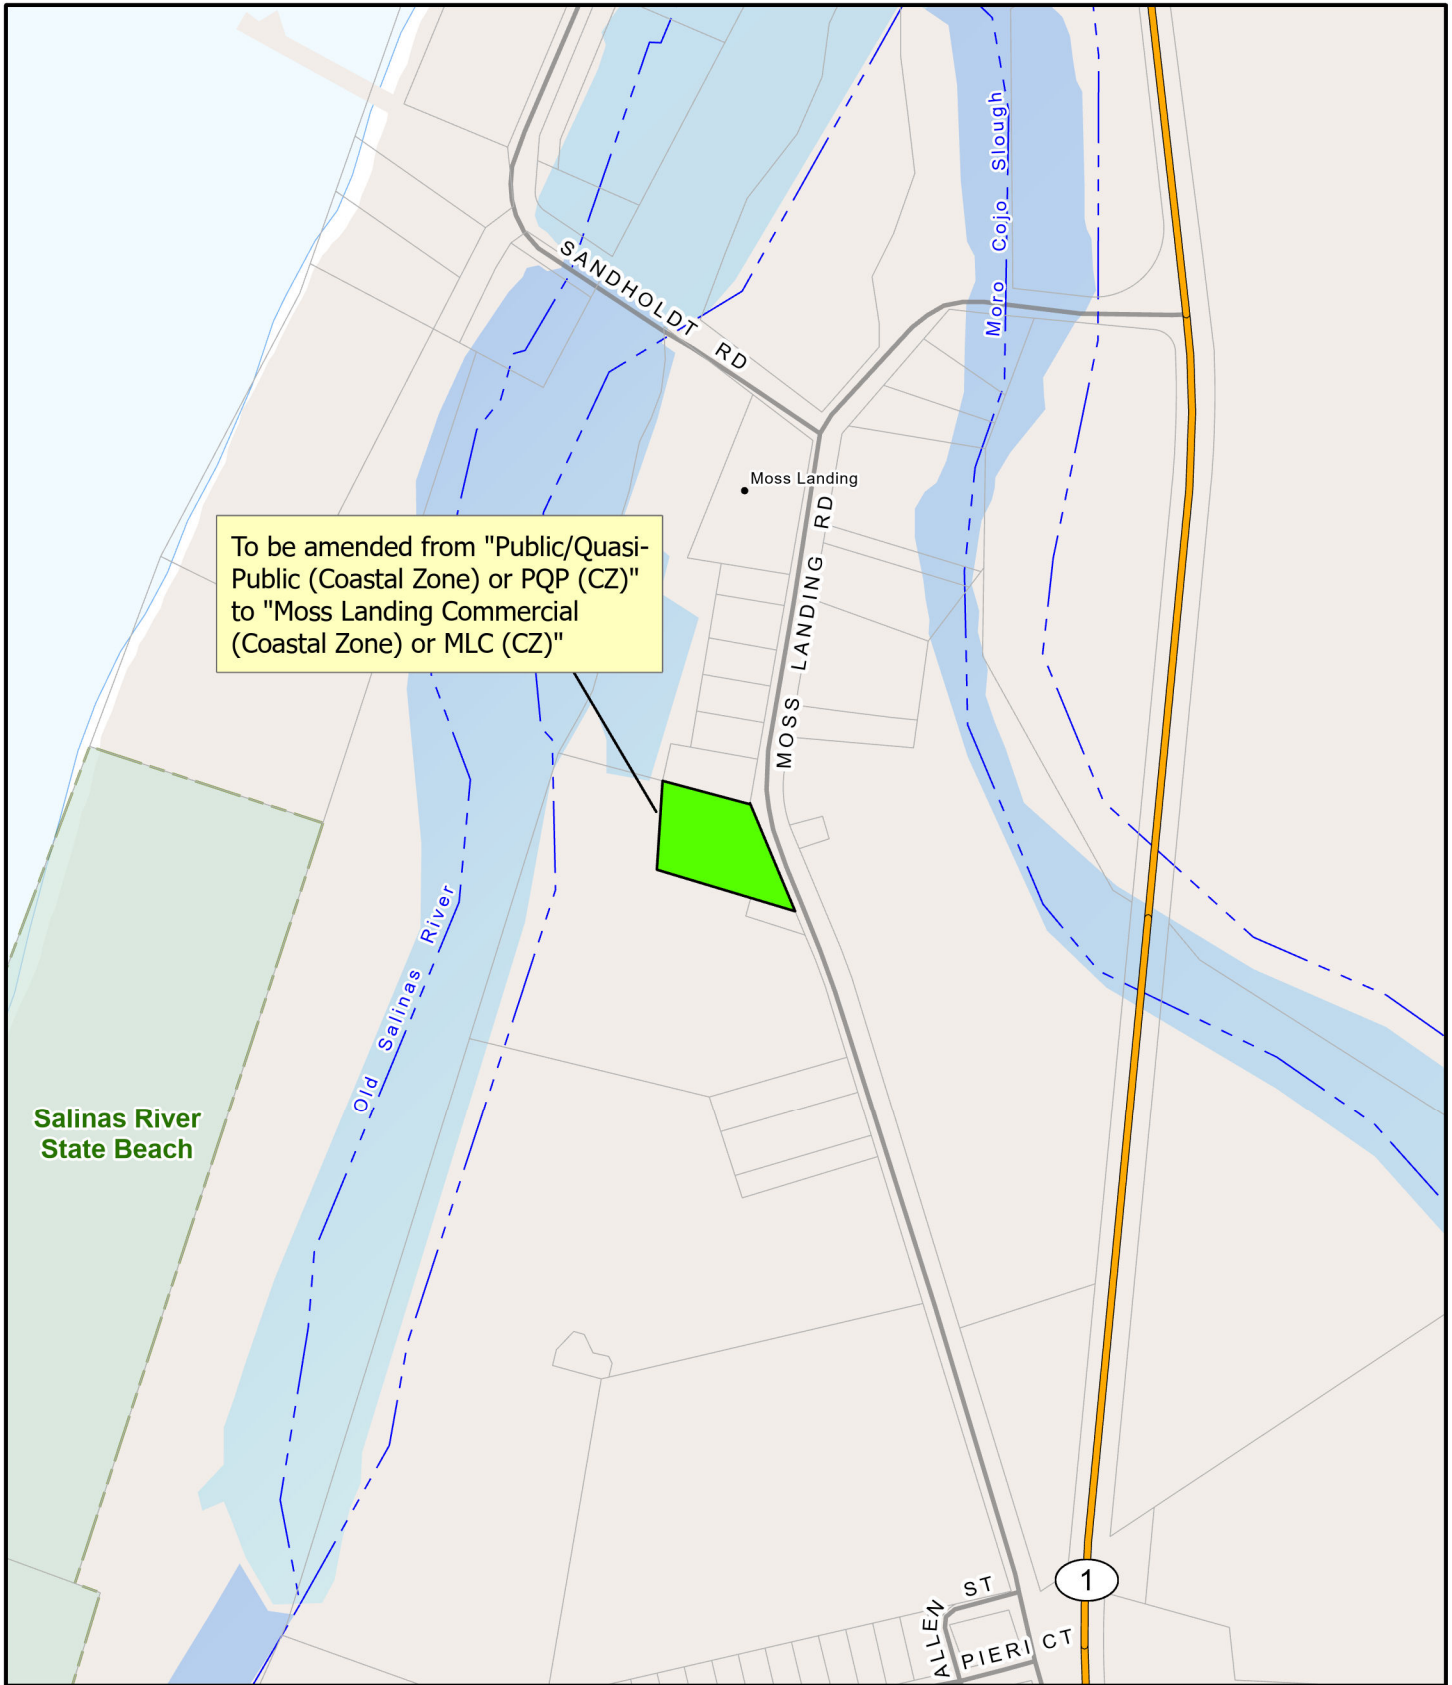 Moro Cojo Slough
SANDHOLDT RD
Moss Landing
MOSS LANDING RD
To be amended from "Public/Quasi-
Public (Coastal Zone) or PQP (CZ)"
to "Moss Landing Commercial
(Coastal Zone) or MLC (CZ)"
Old Salinas River
Salinas River
State Beach
1
ALLEN ST
PIERI CT